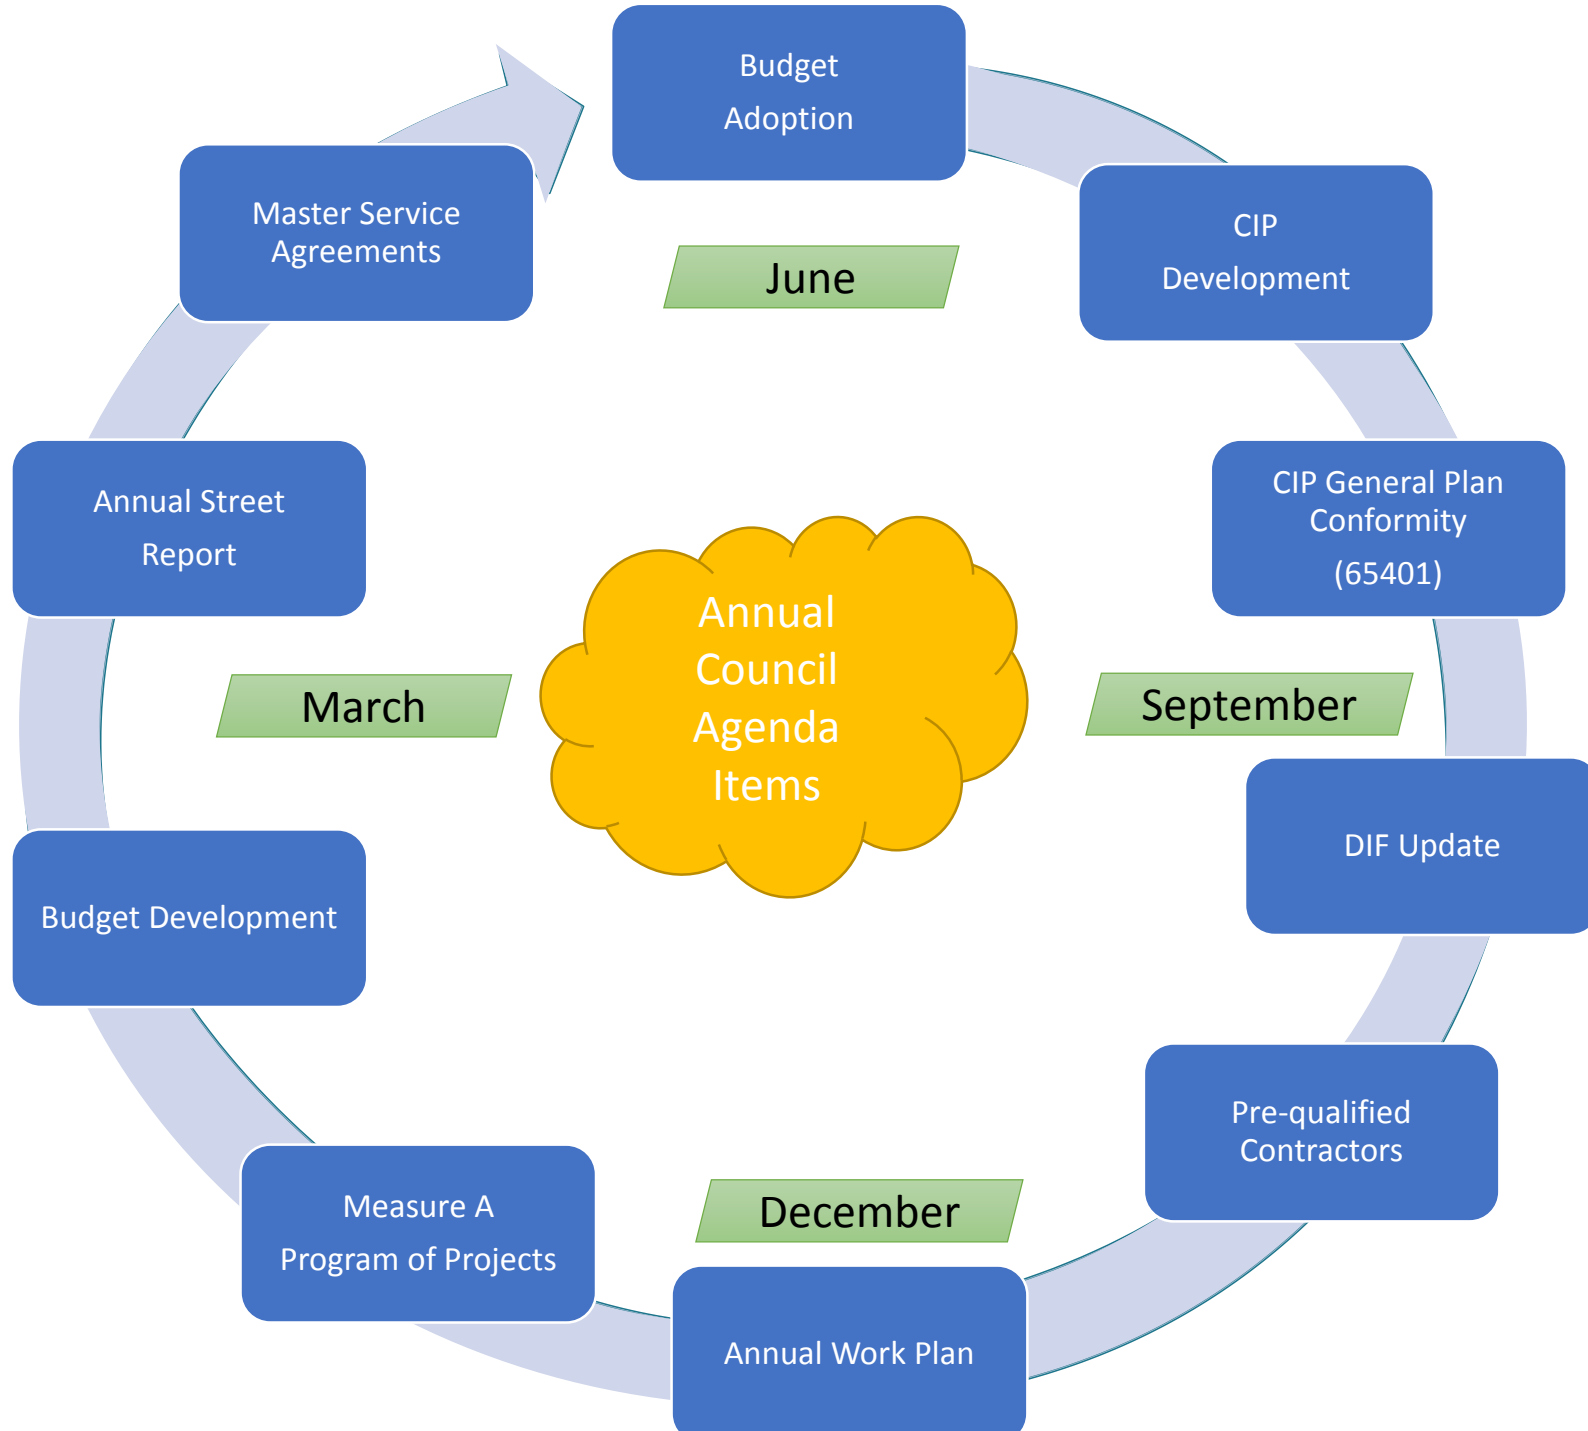 Budget
Adoption
CIP
Development
CIP General Plan
Conformity
(65401)
DIF Update
Pre-qualified
Contractors
Annual Work Plan
Measure A
Program of Projects
Budget Development
Annual Street
Report
Master Service
Agreements
June
September
December
March
Annual
Council
Agenda
Items